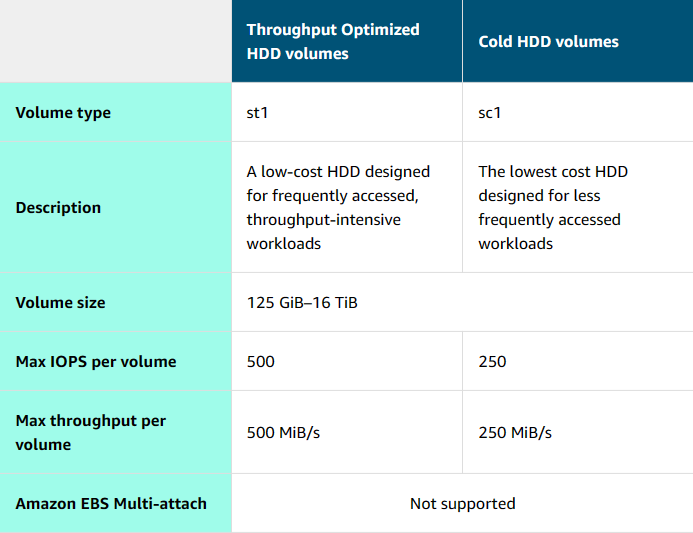 Throughput Optimized
HDD volumes
Cold HDD volumes
Volume type
st1
sc1
Description
A low-cost HDD designed
for frequently accessed,
throughput-intensive
workloads
The lowest cost HDD
designed for less
frequently accessed
workloads
Volume size
125 GiB–16 TiB
Max IOPS per volume
500
250
Max throughput per
volume
500 MiB/s
250 MiB/s
Amazon EBS Multi-attach
Not supported